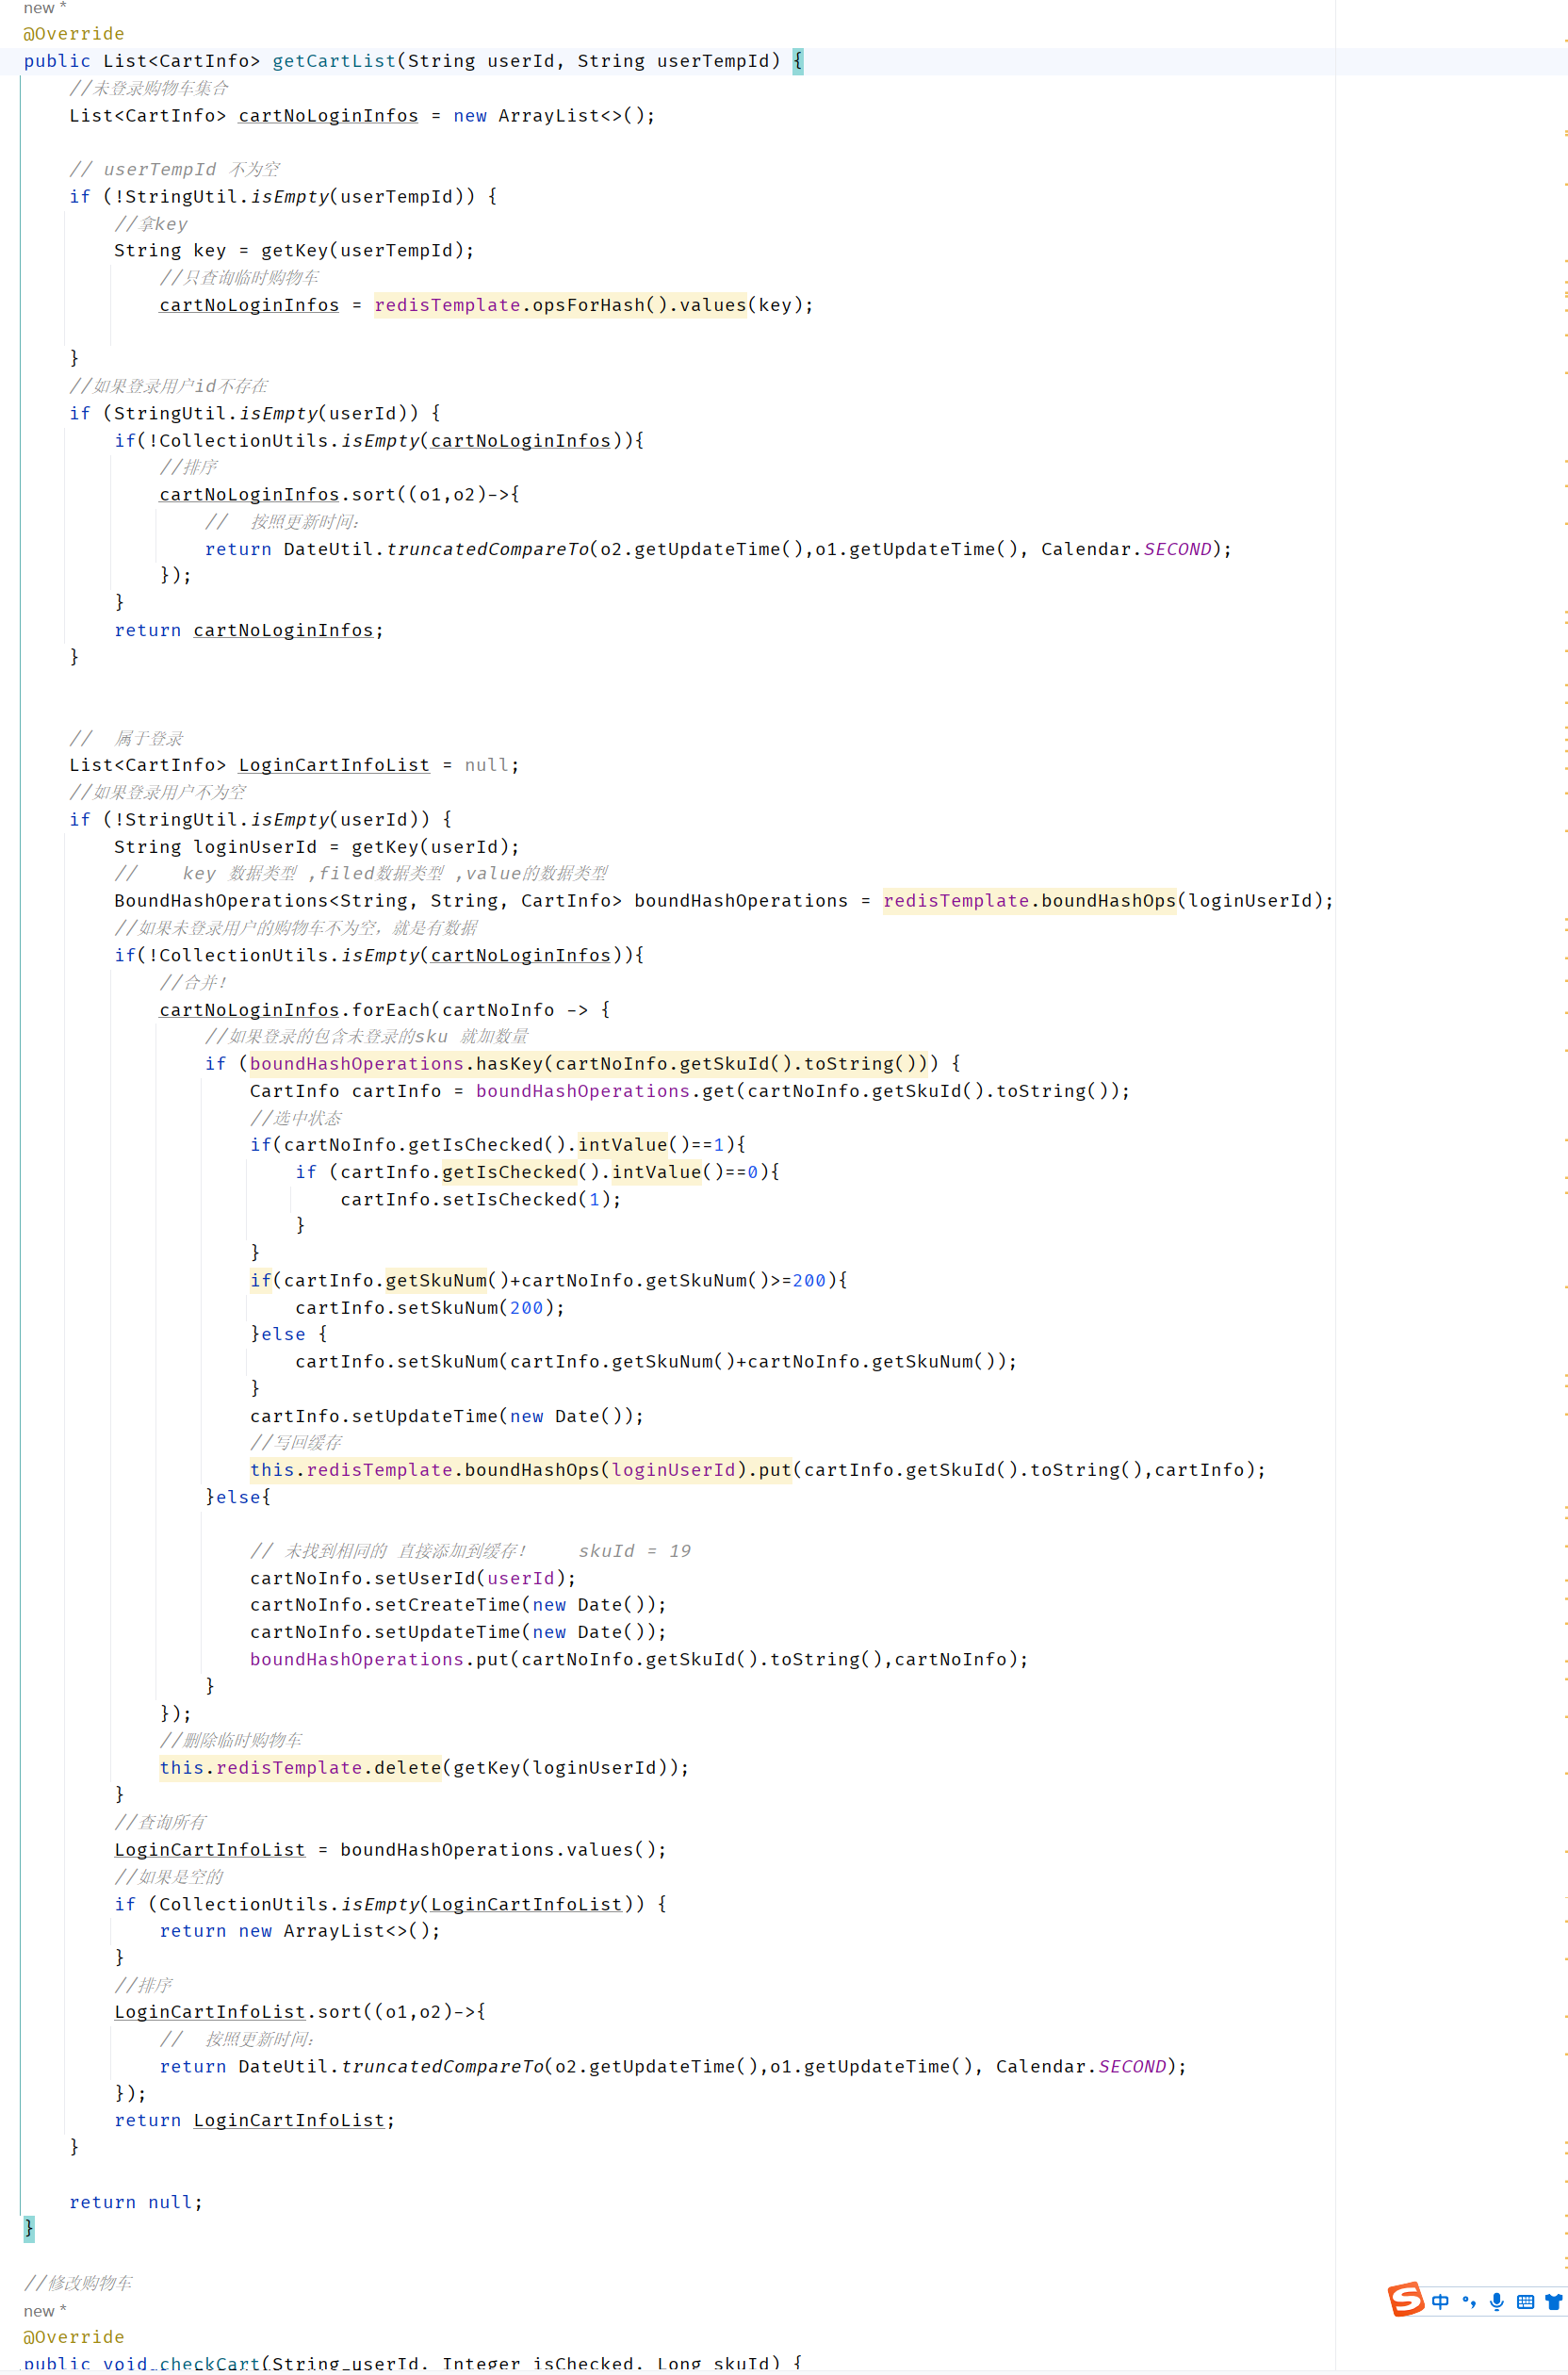 new *
@Override
public List<CartInfo> getCartList(String userId, String userTempId) {
    //未登录购物车集合
    List<CartInfo> cartNoLoginInfos = new ArrayList<>();
    // userTempId 不为空
    if (!StringUtil.isEmpty(userTempId)) {
        //拿key
        String key = getKey(userTempId);
            //只查询临时购物车
            cartNoLoginInfos = redisTemplate.opsForHash().values(key);
    }
    //如果登录用户id不存在
    if (StringUtil.isEmpty(userId)) {
        if(!CollectionUtils.isEmpty(cartNoLoginInfos)){
            //排序
            cartNoLoginInfos.sort((o1,o2)->{
                //  按照更新时间:
                return DateUtil.truncatedCompareTo(o2.getUpdateTime(),o1.getUpdateTime(), Calendar.SECOND);
            });
        }
        return cartNoLoginInfos;
    }
    //  属于登录
    List<CartInfo> LoginCartInfoList = null;
    //如果登录用户不为空
    if (!StringUtil.isEmpty(userId)) {
        String loginUserId = getKey(userId);
        //    key 数据类型 ,filed数据类型 ,value的数据类型
        BoundHashOperations<String, String, CartInfo> boundHashOperations = redisTemplate.boundHashOps(loginUserId);
        //如果未登录用户的购物车不为空，就是有数据
        if(!CollectionUtils.isEmpty(cartNoLoginInfos)){
            //合并！
            cartNoLoginInfos.forEach(cartNoInfo -> {
                //如果登录的包含未登录的sku 就加数量
                if (boundHashOperations.hasKey(cartNoInfo.getSkuId().toString())) {
                    CartInfo cartInfo = boundHashOperations.get(cartNoInfo.getSkuId().toString());
                    //选中状态
                    if(cartNoInfo.getIsChecked().intValue()==1){
                        if (cartInfo.getIsChecked().intValue()==0){
                            cartInfo.setIsChecked(1);
                        }
                    }
                    if(cartInfo.getSkuNum()+cartNoInfo.getSkuNum()>=200){
                        cartInfo.setSkuNum(200);
                    }else {
                        cartInfo.setSkuNum(cartInfo.getSkuNum()+cartNoInfo.getSkuNum());
                    }
                    cartInfo.setUpdateTime(new Date());
                    //写回缓存
                    this.redisTemplate.boundHashOps(loginUserId).put(cartInfo.getSkuId().toString(),cartInfo);
                }else{
                    // 未找到相同的 直接添加到缓存！    skuId = 19
                    cartNoInfo.setUserId(userId);
                    cartNoInfo.setCreateTime(new Date());
                    cartNoInfo.setUpdateTime(new Date());
                    boundHashOperations.put(cartNoInfo.getSkuId().toString(),cartNoInfo);
                }
            });
            //删除临时购物车
            this.redisTemplate.delete(getKey(loginUserId));
        }
        //查询所有
        LoginCartInfoList = boundHashOperations.values();
        //如果是空的
        if (CollectionUtils.isEmpty(LoginCartInfoList)) {
            return new ArrayList<>();
        }
        //排序
        LoginCartInfoList.sort((o1,o2)->{
            //  按照更新时间:
            return DateUtil.truncatedCompareTo(o2.getUpdateTime(),o1.getUpdateTime(), Calendar.SECOND);
        });
        return LoginCartInfoList;
    }
    return null;
}
//修改购物车
new *
中
@Override
public void checkCart(String userId, Integer isChecked, Long skuId) {